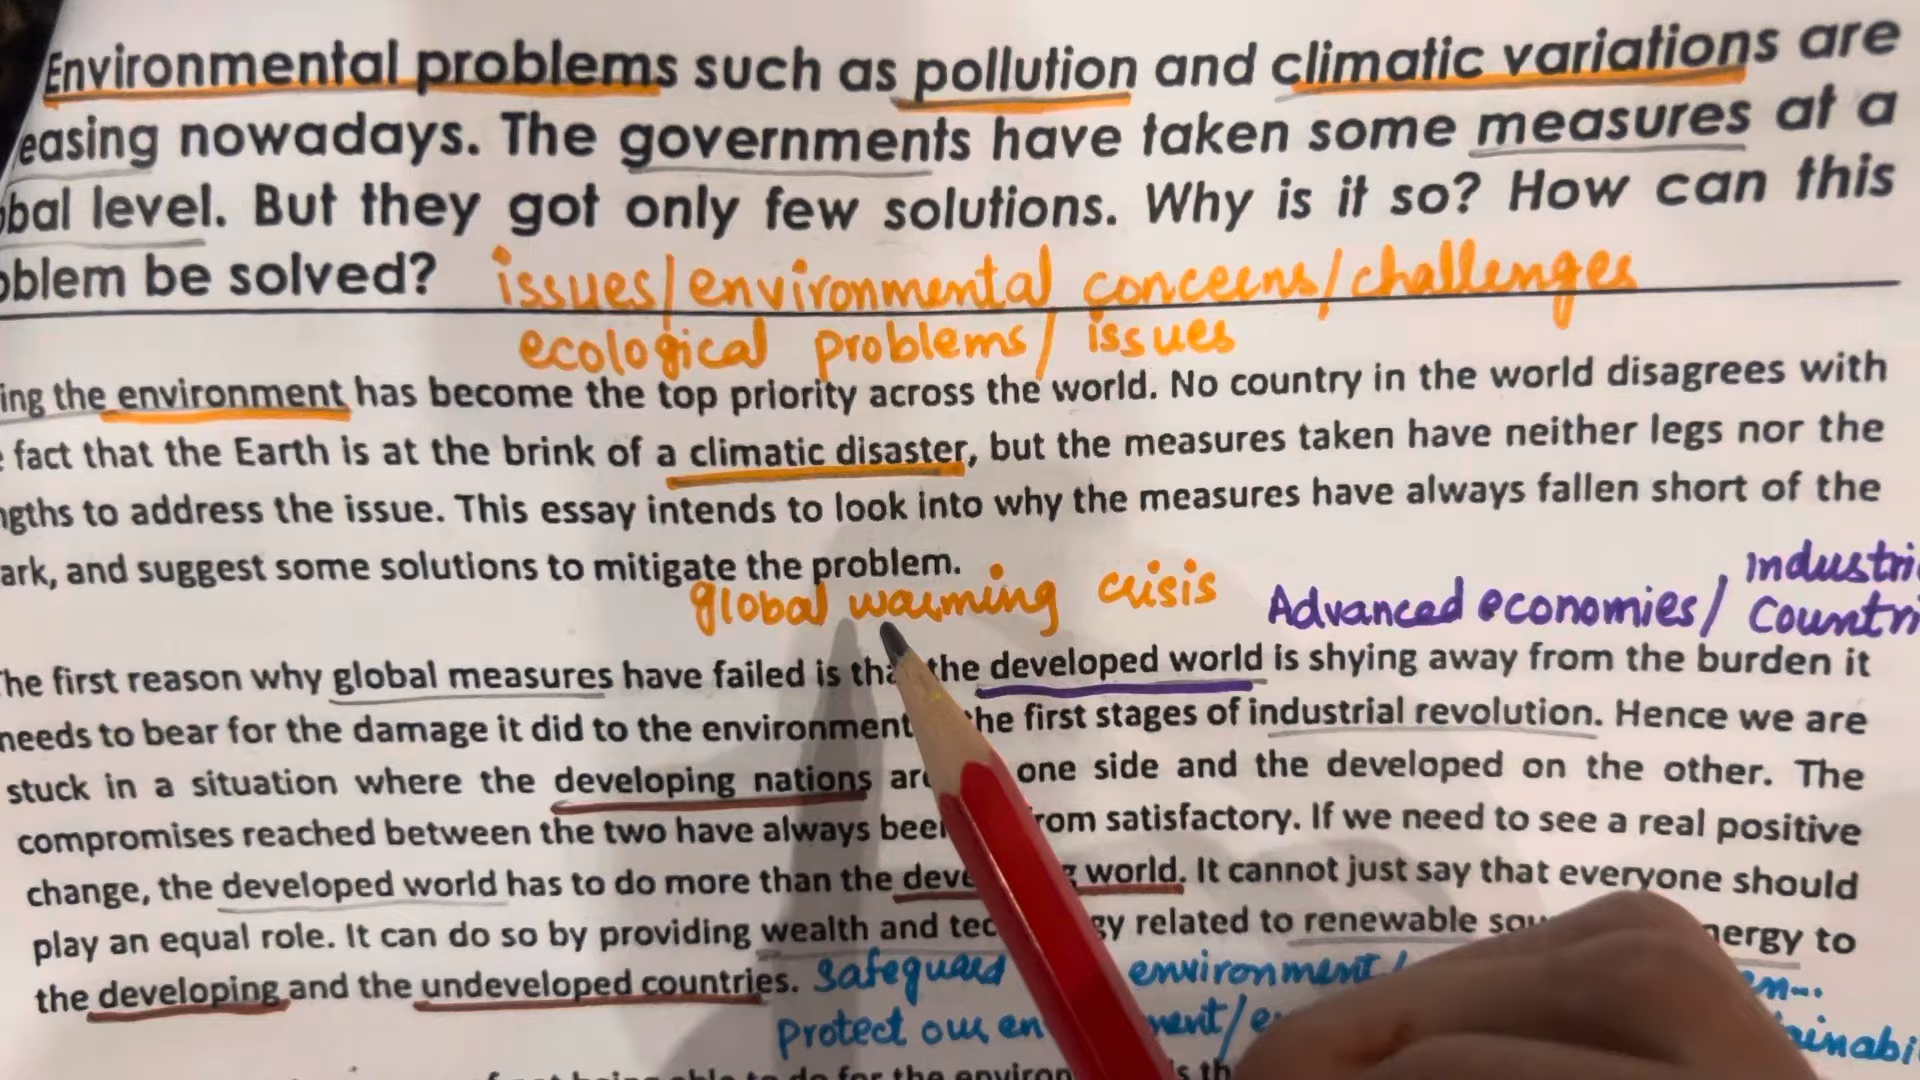 Environmental problems such as pollution and climatic variations are
easing nowadays. The governments have taken some measures at a
bal level. But they got only few solutions. Why is it so? How can this
oblem be solved? issues/environmental concerns/challenges
ecological problems/ issues
ing the environment has become the top priority across the world. No country in the world disagrees with
fact that the Earth is at the brink of a climatic disaster, but the measures taken have neither legs nor the
ngths to address the issue. This essay intends to look into why the measures have always fallen short of the
ark, and suggest some solutions to mitigate the problem.
global warming crisis Advanced economies/ Industri
Countri
The first reason why global measures have failed is tha the developed world is shying away from the burden it
needs to bear for the damage it did to the environment he first stages of industrial revolution. Hence we are
stuck in a situation where the developing nations are one side and the developed on the other. The
compromises reached between the two have always been rom satisfactory. If we need to see a real positive
change, the developed world has to do more than the deve g world. It cannot just say that everyone should
play an equal role. It can do so by providing wealth and tec gy related to renewable sou nergy to
the developing and the undeveloped countries. Safeguard environment/ en...
Protect our en ment/e ainabi
for the environ